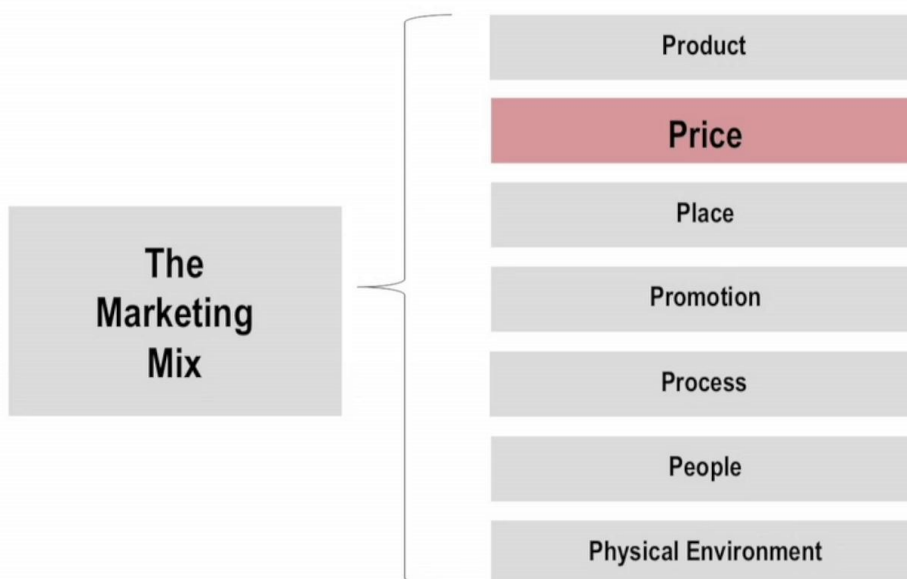 The
Marketing
Mix
Product
Price
Place
Promotion
Process
People
Physical Environment